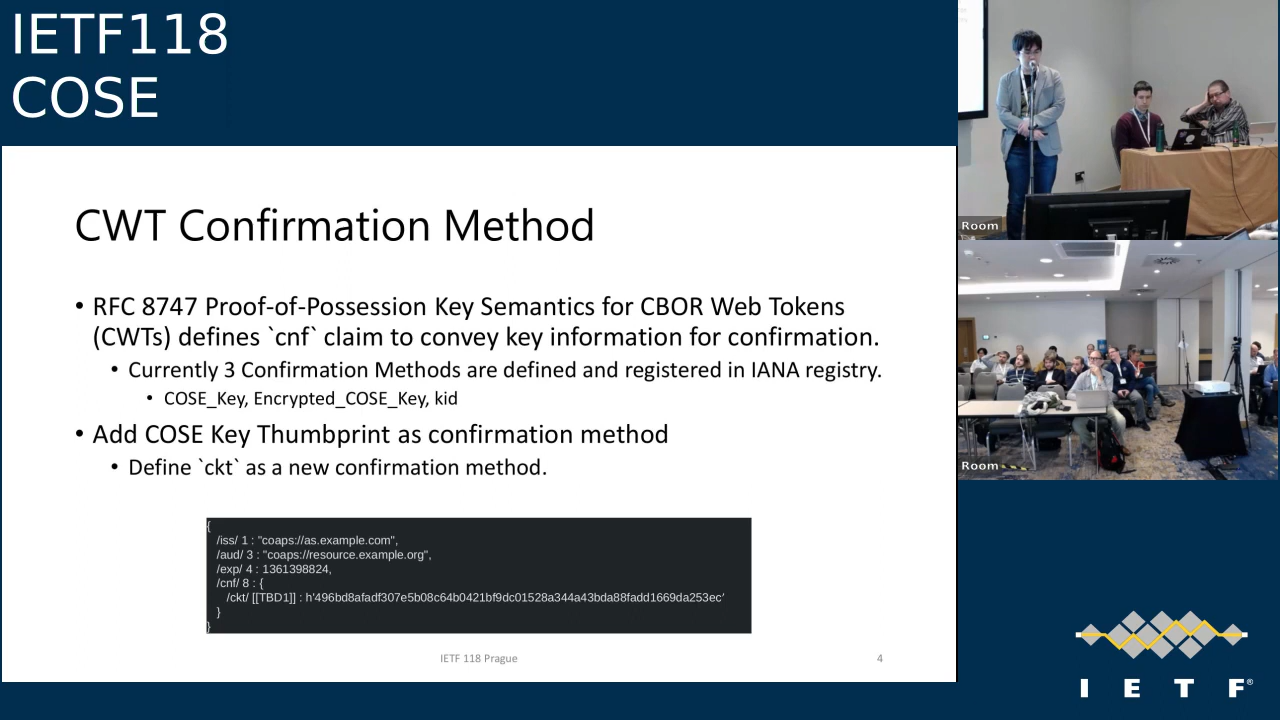 IETF118
COSE
CWT Confirmation Method
• RFC 8747 Proof-of-Possession Key Semantics for CBOR Web Tokens
(CWTs) defines `cnf` claim to convey key information for confirmation.
• Currently 3 Confirmation Methods are defined and registered in IANA registry.
• COSE_Key, Encrypted_COSE_Key, kid
• Add COSE Key Thumbprint as confirmation method
• Define `ckt` as a new confirmation method.
{
/iss/ 1 : "coaps://as.example.com",
/aud/ 3 : "coaps://resource.example.org",
/exp/ 4 : 1361398824,
/cnf/ 8 : {
/ckt/ [[TBD1]] : h'496bd8afadf307e5b08c64b0421bf9dc01528a344a43bda88fadd1669da253ec'
}
}
IETF 118 Prague
4
Room
Room
I E T F®